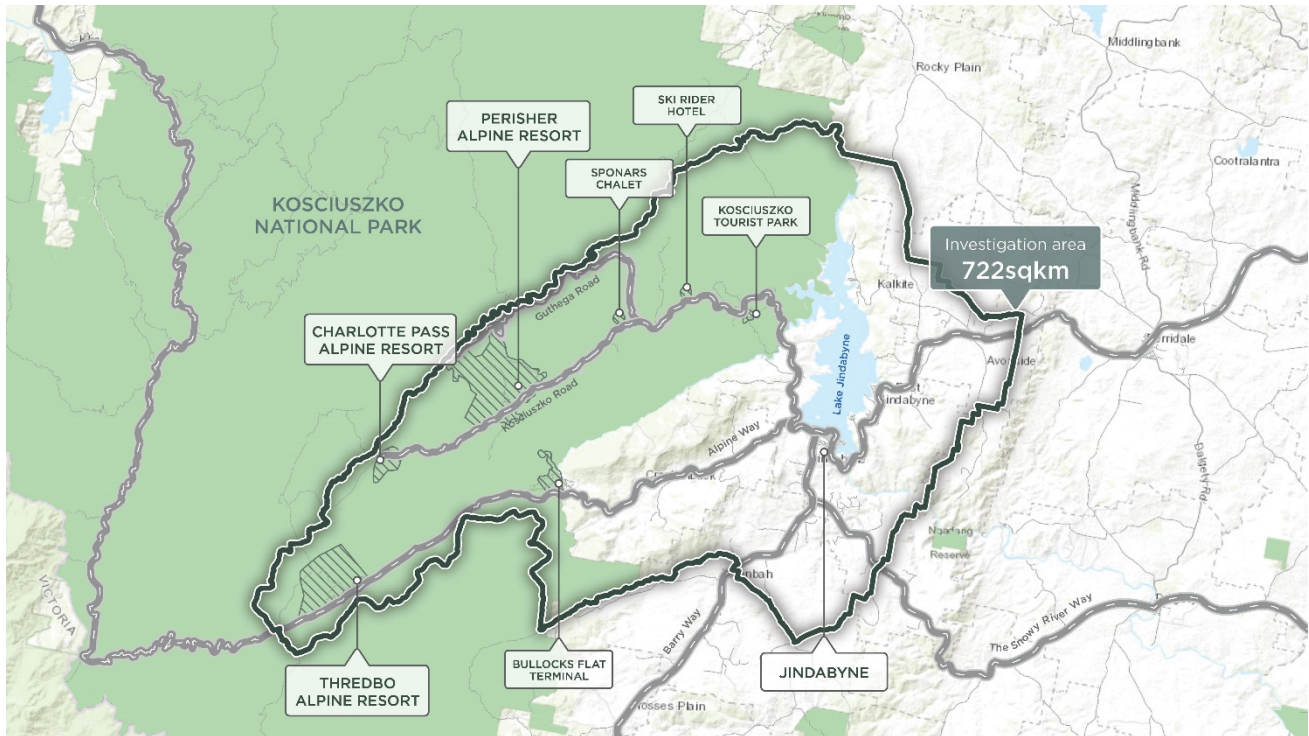 Middlingbank
Rocky Plain
SKI RIDER
HOTEL
PERISHER
ALPINE RESORT
Cootralantra
SPONARS
CHALET
KOSCIUSZKO
NATIONAL PARK
KOSCIUSZKO
TOURIST PARK
Middlingbank Rd
Investigation area
722sqkm
Kalkite
Guthega Road
CHARLOTTE PASS
ALPINE RESORT
Lake Jindabyne
Kosciuszko Road
Alpine Way
Dalgety Rd
Reserve
VICTORIA
The Snowy River Way
Barry Way
BULLOCKS FLAT
TERMINAL
JINDABYNE
THREDBO
ALPINE RESORT